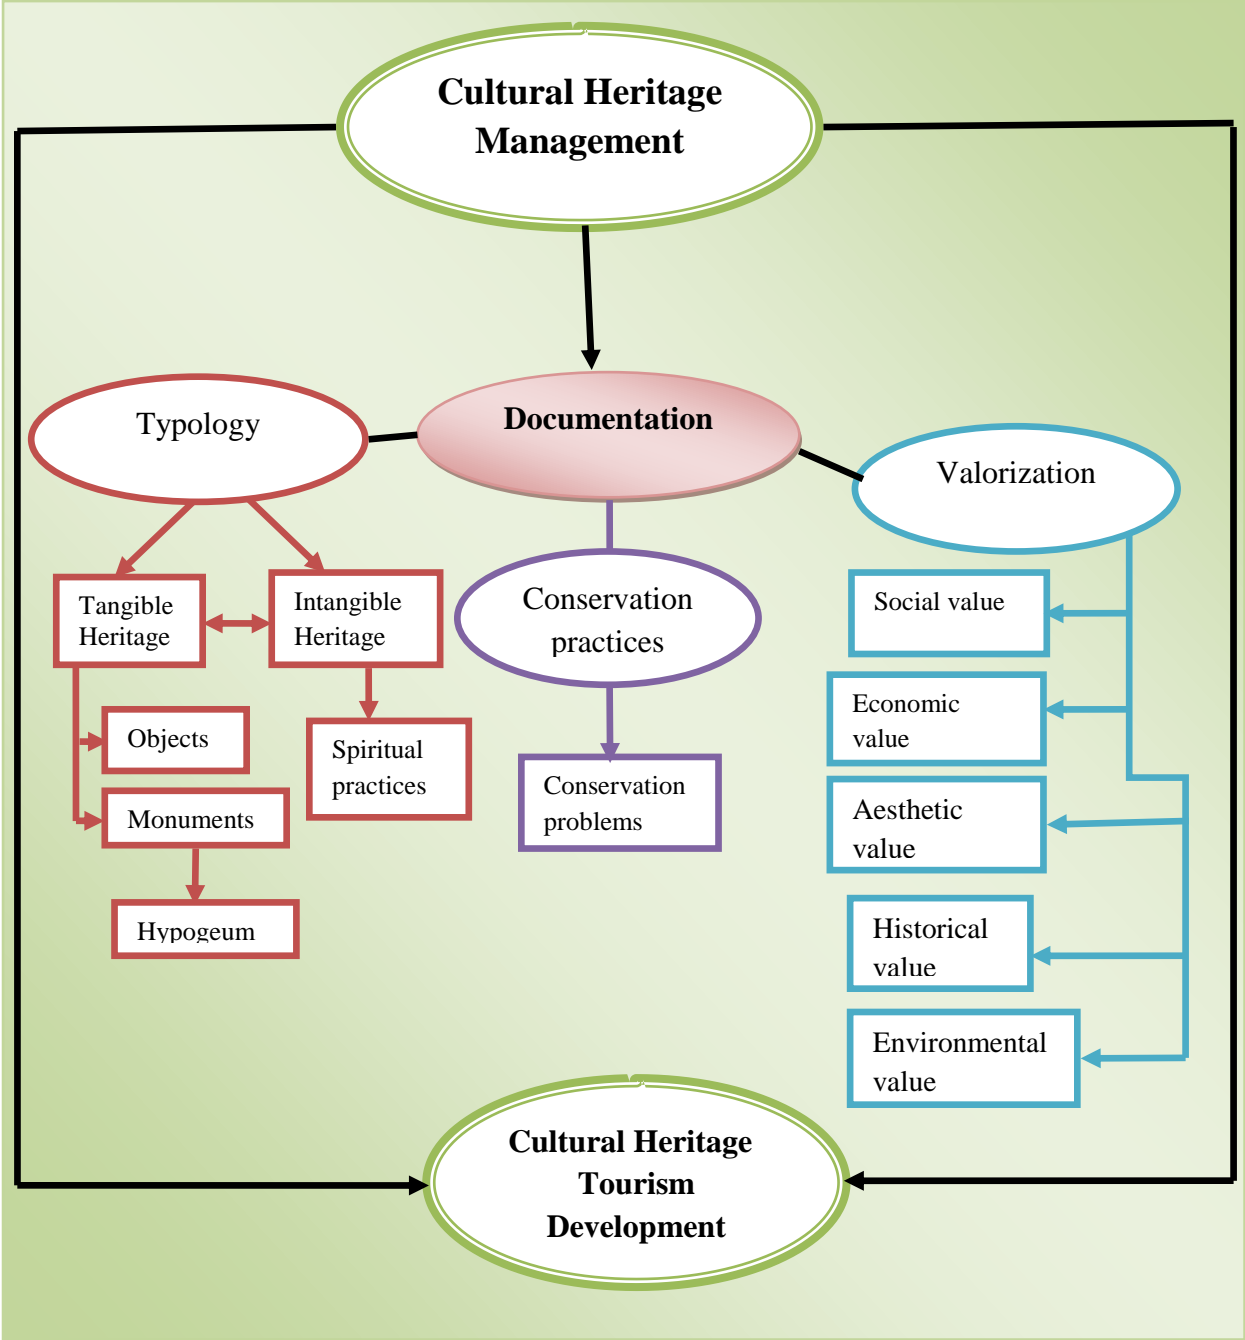 Cultural Heritage
Management
Typology
Documentation
Valorization
Tangible
Heritage
Intangible
Heritage
Objects
Monuments
Hypogeum
Spiritual
practices
Conservation
practices
Conservation
problems
Social value
Economic
value
Aesthetic
value
Historical
value
Environmental
value
Cultural Heritage
Tourism
Development